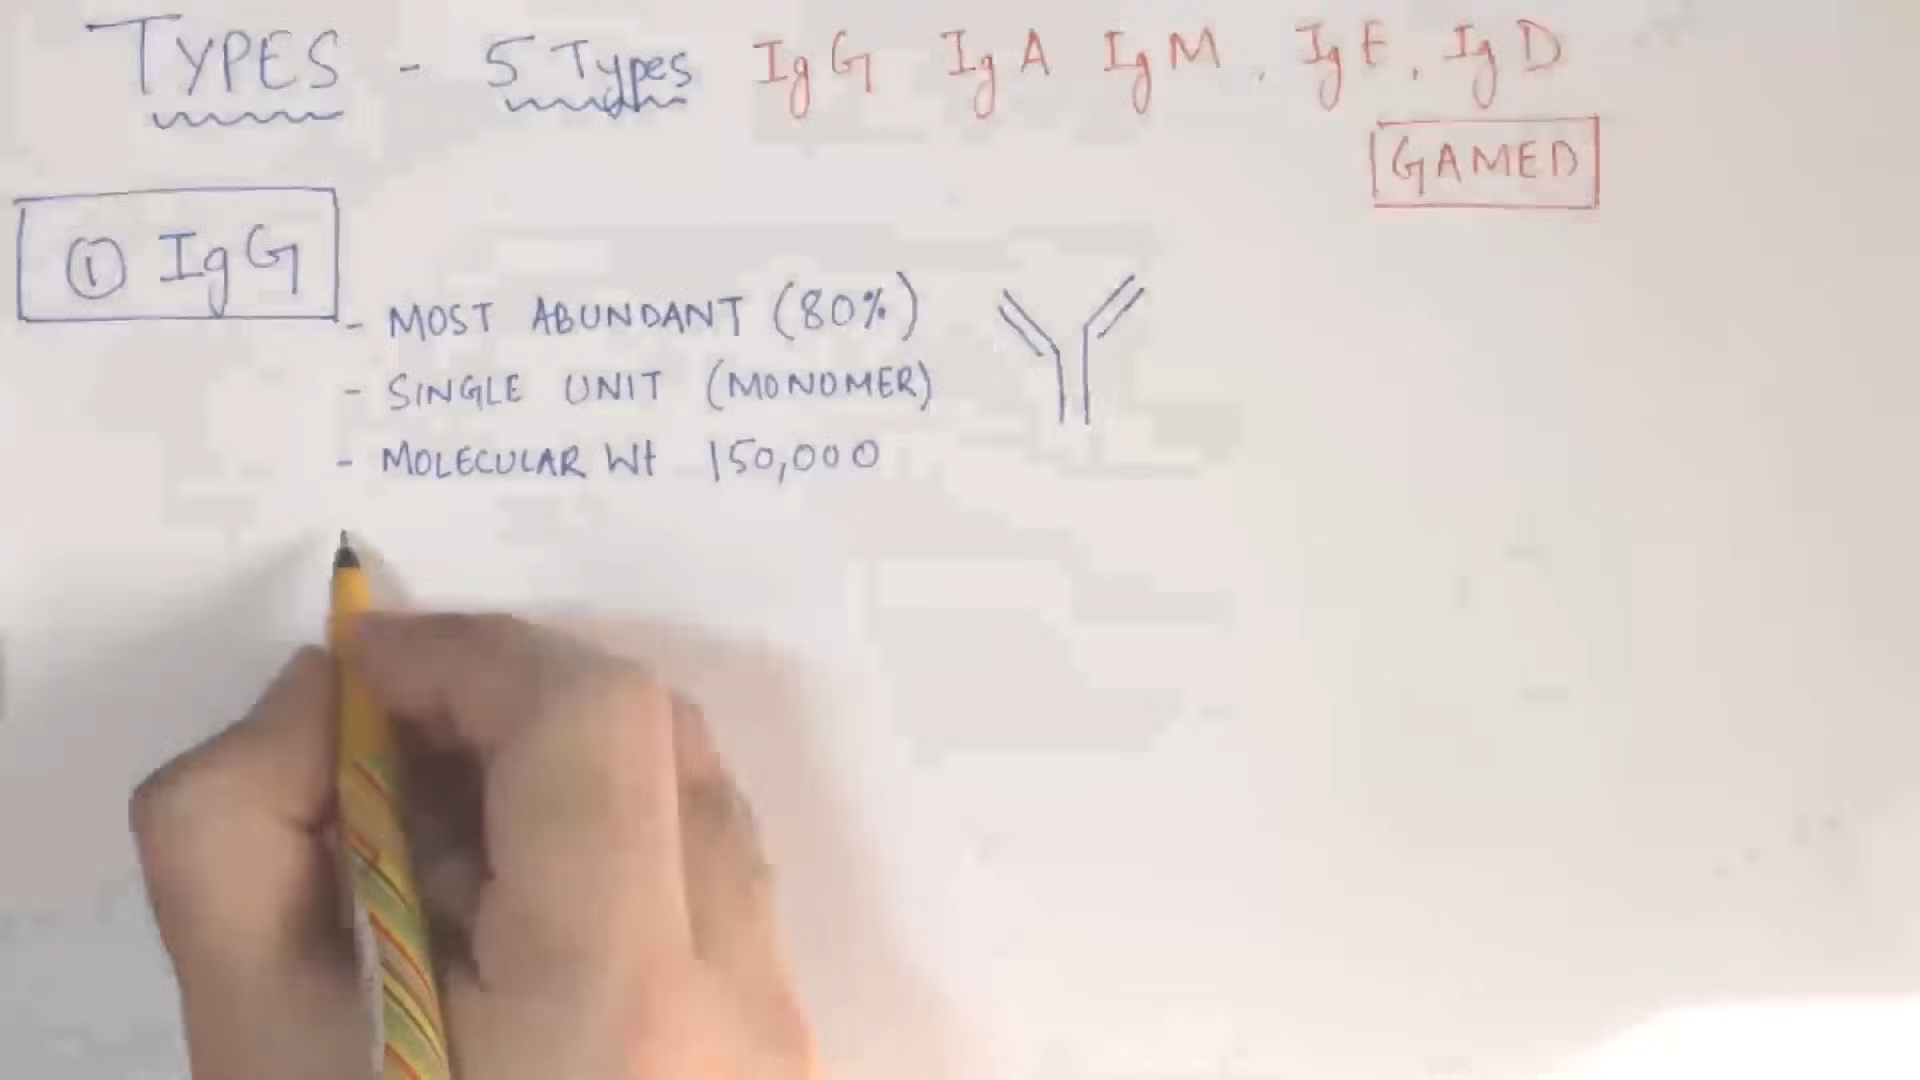 TYPES - 5 Types IgG IgA IgM, IgE, IgD
GAMED
① IgG
- MOST ABUNDANT (80%)
- SINGLE UNIT (MONOMER)
- MOLECULAR Wt 150,000